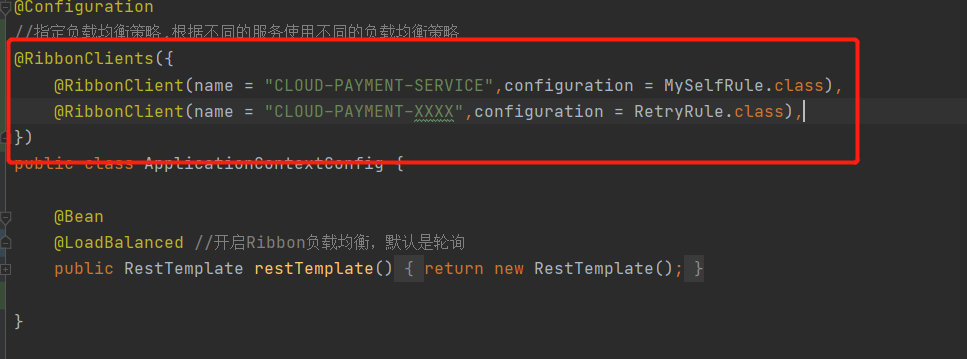 @Configuration
//指定负载均衡策略,根据不同的服务使用不同的负载均衡策略
@RibbonClients({
@RibbonClient(name = "CLOUD-PAYMENT-SERVICE",configuration = MySelfRule.class),
@RibbonClient(name = "CLOUD-PAYMENT-XXXX",configuration = RetryRule.class),
})
public class ApplicationContextConfig {
@Bean
@LoadBalanced //开启Ribbon负载均衡，默认是轮询
public RestTemplate restTemplate() { return new RestTemplate(); }
}